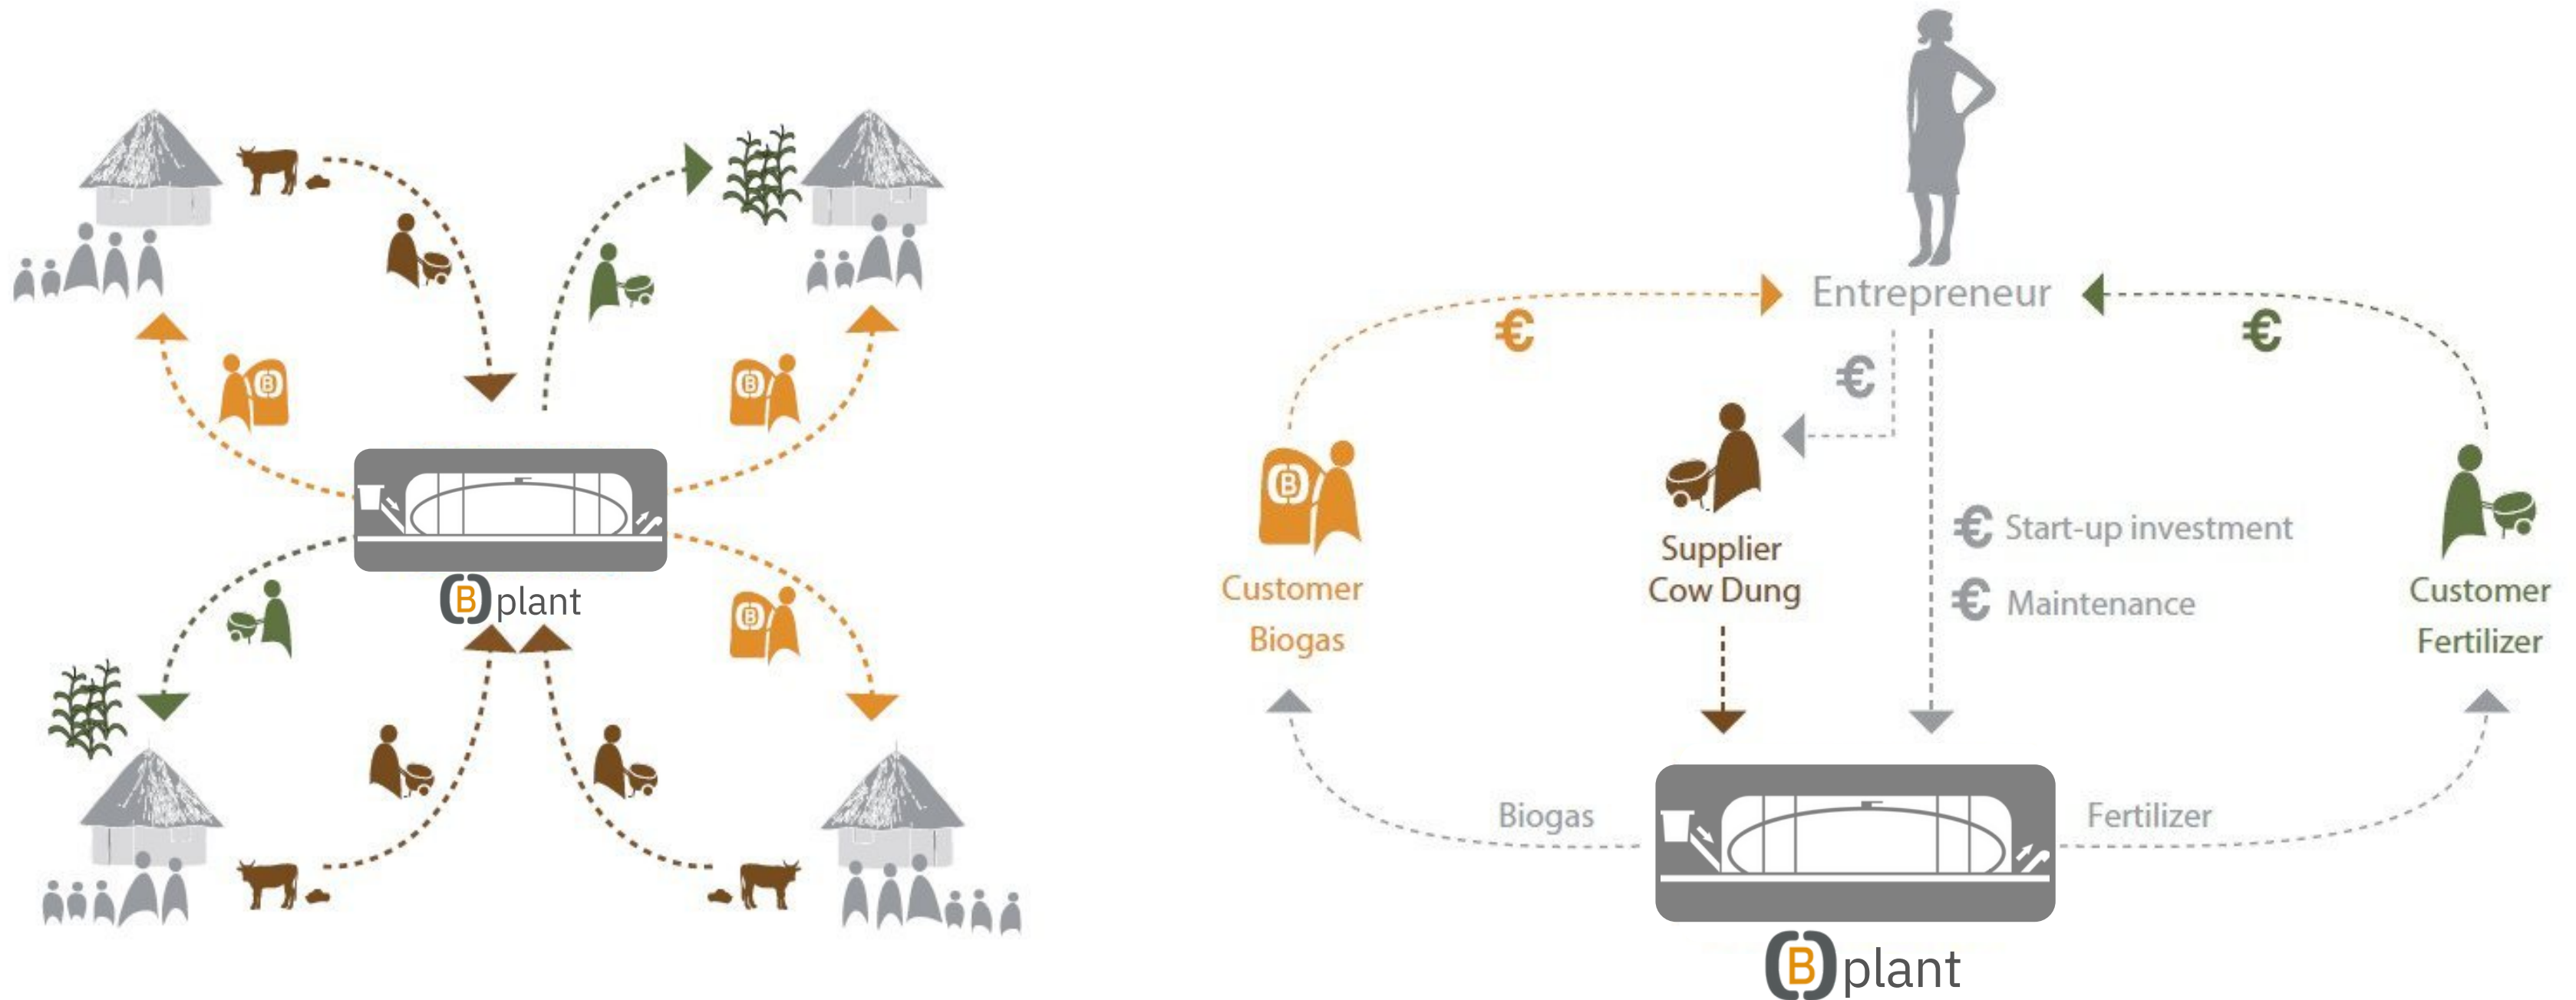 B
B
B plant
B
Entrepreneur
€
€
€
B
Supplier
Cow Dung
€ Start-up investment
€ Maintenance
Customer
Biogas
Customer
Fertilizer
Biogas
Fertilizer
B plant